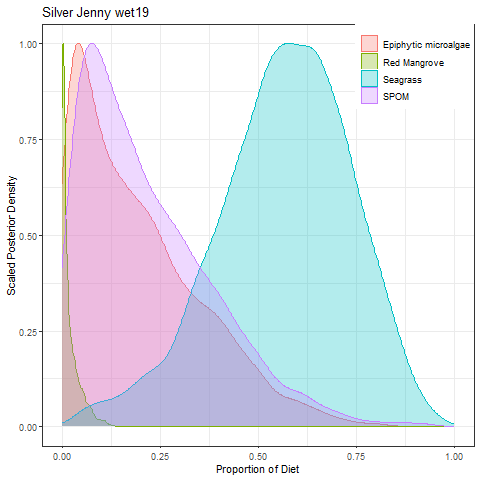 Silver Jenny wet19
Epiphytic microalgae
Red Mangrove
Seagrass
SPOM
1.00
0.75
0.50
0.25
0.00
Scaled Posterior Density
0.00 0.25 0.50 0.75 1.00
Proportion of Diet